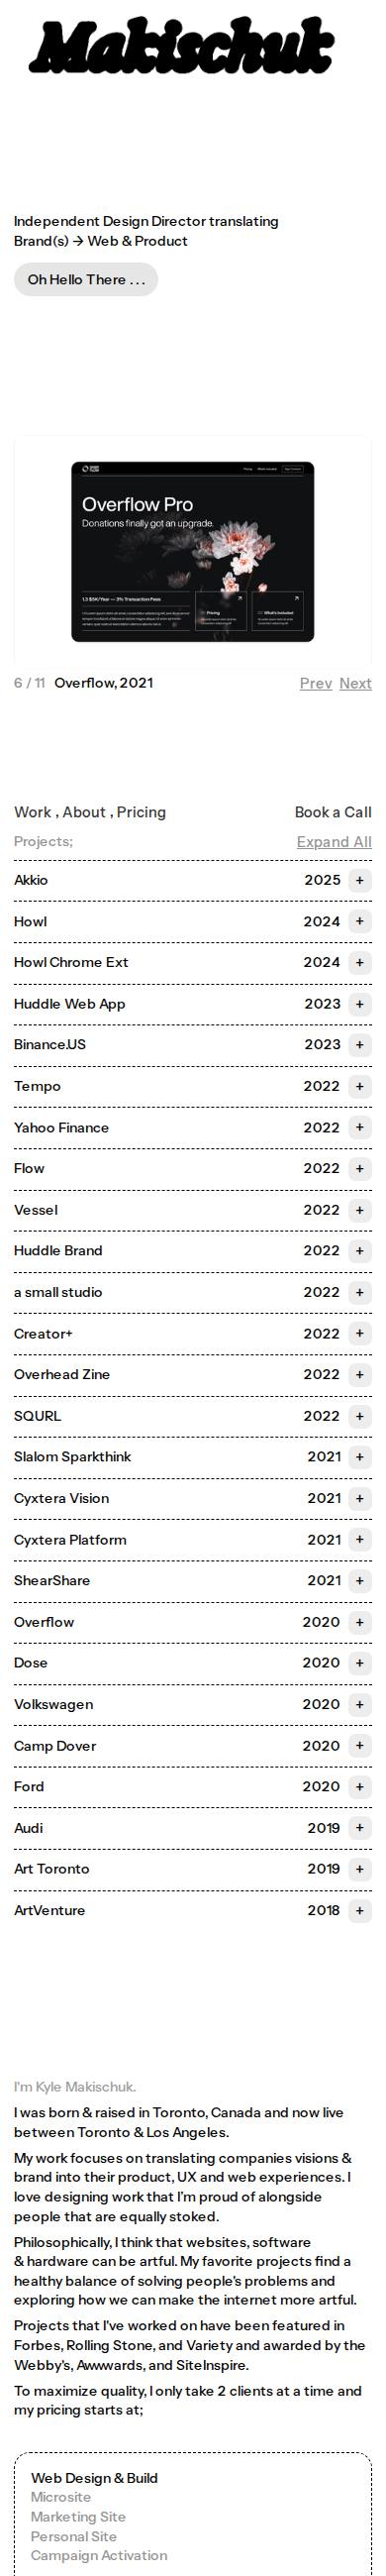 Makischuk
Independent Design Director translating
Brand(s) → Web & Product
Oh Hello There . . .
Overflow Pro
Donations finally got an upgrade.
1.3 $5K/Year — 3% Transaction Fees
Pricing
What's Included
6 / 11 Overflow, 2021 Prev Next
Work , About , Pricing Book a Call
Projects; Expand All
Akkio 2025 +
Howl 2024 +
Howl Chrome Ext 2024 +
Huddle Web App 2023 +
Binance.US 2023 +
Tempo 2022 +
Yahoo Finance 2022 +
Flow 2022 +
Vessel 2022 +
Huddle Brand 2022 +
a small studio 2022 +
Creator+ 2022 +
Overhead Zine 2022 +
SQURL 2022 +
Slalom Sparkthink 2021 +
Cyxtera Vision 2021 +
Cyxtera Platform 2021 +
ShearShare 2021 +
Overflow 2020 +
Dose 2020 +
Volkswagen 2020 +
Camp Dover 2020 +
Ford 2020 +
Audi 2019 +
Art Toronto 2019 +
ArtVenture 2018 +
I'm Kyle Makischuk.
I was born & raised in Toronto, Canada and now live
between Toronto & Los Angeles.
My work focuses on translating companies visions &
brand into their product, UX and web experiences. I
love designing work that I'm proud of alongside
people that are equally stoked.
Philosophically, I think that websites, software
& hardware can be artful. My favorite projects find a
healthy balance of solving people's problems and
exploring how we can make the internet more artful.
Projects that I've worked on have been featured in
Forbes, Rolling Stone, and Variety and awarded by the
Webby's, Awwwards, and SiteInspire.
To maximize quality, I only take 2 clients at a time and
my pricing starts at;
Web Design & Build
Microsite
Marketing Site
Personal Site
Campaign Activation